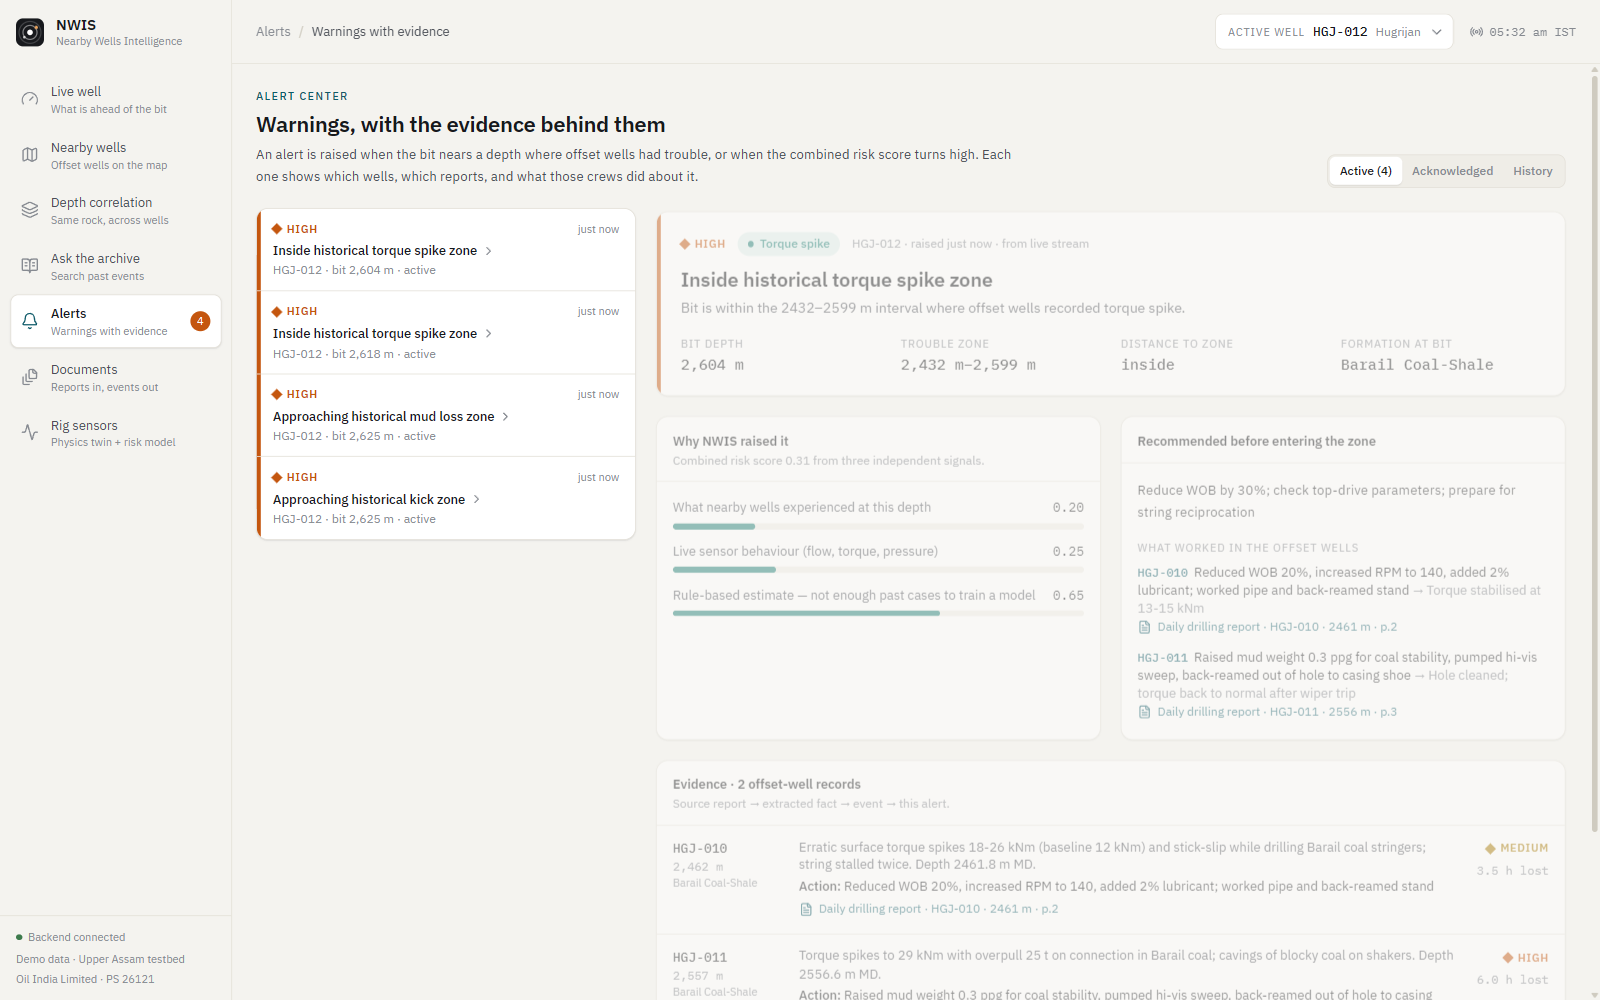 NWIS
Nearby Wells Intelligence
Live well
What is ahead of the bit
Nearby wells
Offset wells on the map
Depth correlation
Same rock, across wells
Ask the archive
Search past events
Alerts
Warnings with evidence
4
Documents
Reports in, events out
Rig sensors
Physics twin + risk model
Backend connected
Demo data · Upper Assam testbed
Oil India Limited · PS 26121
Alerts / Warnings with evidence
ACTIVE WELL HGJ-012 Hugrijan
05:32 am IST
ALERT CENTER
Warnings, with the evidence behind them
An alert is raised when the bit nears a depth where offset wells had trouble, or when the combined risk score turns high. Each
one shows which wells, which reports, and what those crews did about it.
Active (4) Acknowledged History
HIGH just now
Inside historical torque spike zone
HGJ-012 · bit 2,604 m · active
HIGH just now
Inside historical torque spike zone
HGJ-012 · bit 2,618 m · active
HIGH just now
Approaching historical mud loss zone
HGJ-012 · bit 2,625 m · active
HIGH just now
Approaching historical kick zone
HGJ-012 · bit 2,625 m · active
HIGH Torque spike HGJ-012 · raised just now · from live stream
Inside historical torque spike zone
Bit is within the 2432–2599 m interval where offset wells recorded torque spike.
BIT DEPTH TROUBLE ZONE DISTANCE TO ZONE FORMATION AT BIT
2,604 m 2,432 m–2,599 m inside Barail Coal-Shale
Why NWIS raised it
Combined risk score 0.31 from three independent signals.
What nearby wells experienced at this depth 0.20
Live sensor behaviour (flow, torque, pressure) 0.25
Rule-based estimate — not enough past cases to train a model 0.65
Recommended before entering the zone
Reduce WOB by 30%; check top-drive parameters; prepare for
string reciprocation
WHAT WORKED IN THE OFFSET WELLS
HGJ-010 Reduced WOB 20%, increased RPM to 140, added 2%
lubricant; worked pipe and back-reamed stand → Torque stabilised at
13-15 kNm
Daily drilling report · HGJ-010 · 2461 m · p.2
HGJ-011 Raised mud weight 0.3 ppg for coal stability, pumped hi-vis
sweep, back-reamed out of hole to casing shoe → Hole cleaned;
torque back to normal after wiper trip
Daily drilling report · HGJ-011 · 2556 m · p.3
Evidence · 2 offset-well records
Source report → extracted fact → event → this alert.
HGJ-010
2,462 m
Barail Coal-Shale
Erratic surface torque spikes 18-26 kNm (baseline 12 kNm) and stick-slip while drilling Barail coal stringers;
string stalled twice. Depth 2461.8 m MD.
Action: Reduced WOB 20%, increased RPM to 140, added 2% lubricant; worked pipe and back-reamed stand
Daily drilling report · HGJ-010 · 2461 m · p.2
MEDIUM
3.5 h lost
HGJ-011
2,557 m
Barail Coal-Shale
Torque spikes to 29 kNm with overpull 25 t on connection in Barail coal; cavings of blocky coal on shakers. Depth
2556.6 m MD.
Action: Raised mud weight 0.3 ppg for coal stability, pumped hi-vis sweep, back-reamed out of hole to casing
HIGH
6.0 h lost